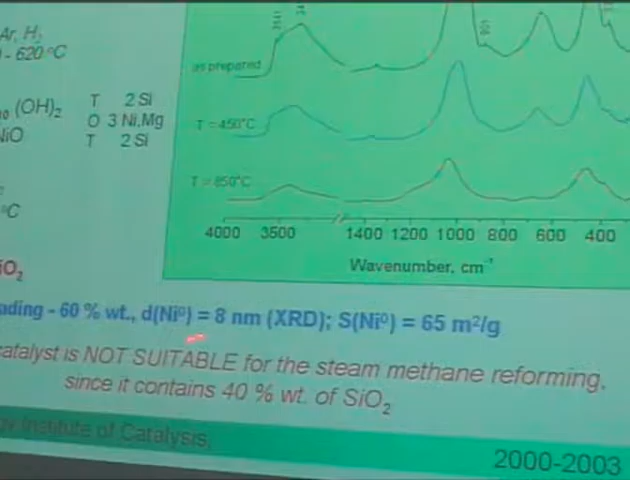 Ar, H2
- 620 °C
(OH)2
NiO
T 2 Si
O 3 Ni,Mg
T 2 Si
°C
as prepared
T = 450°C
T = 850°C
4000 3500 1400 1200 1000 800 600 400
Wavenumber, cm⁻¹
ading - 60 % wt., d(Ni⁰) = 8 nm (XRD); S(Ni⁰) = 65 m²/g
catalyst is NOT SUITABLE for the steam methane reforming,
since it contains 40 % wt. of SiO2
Institute of Catalysis,
2000-2003